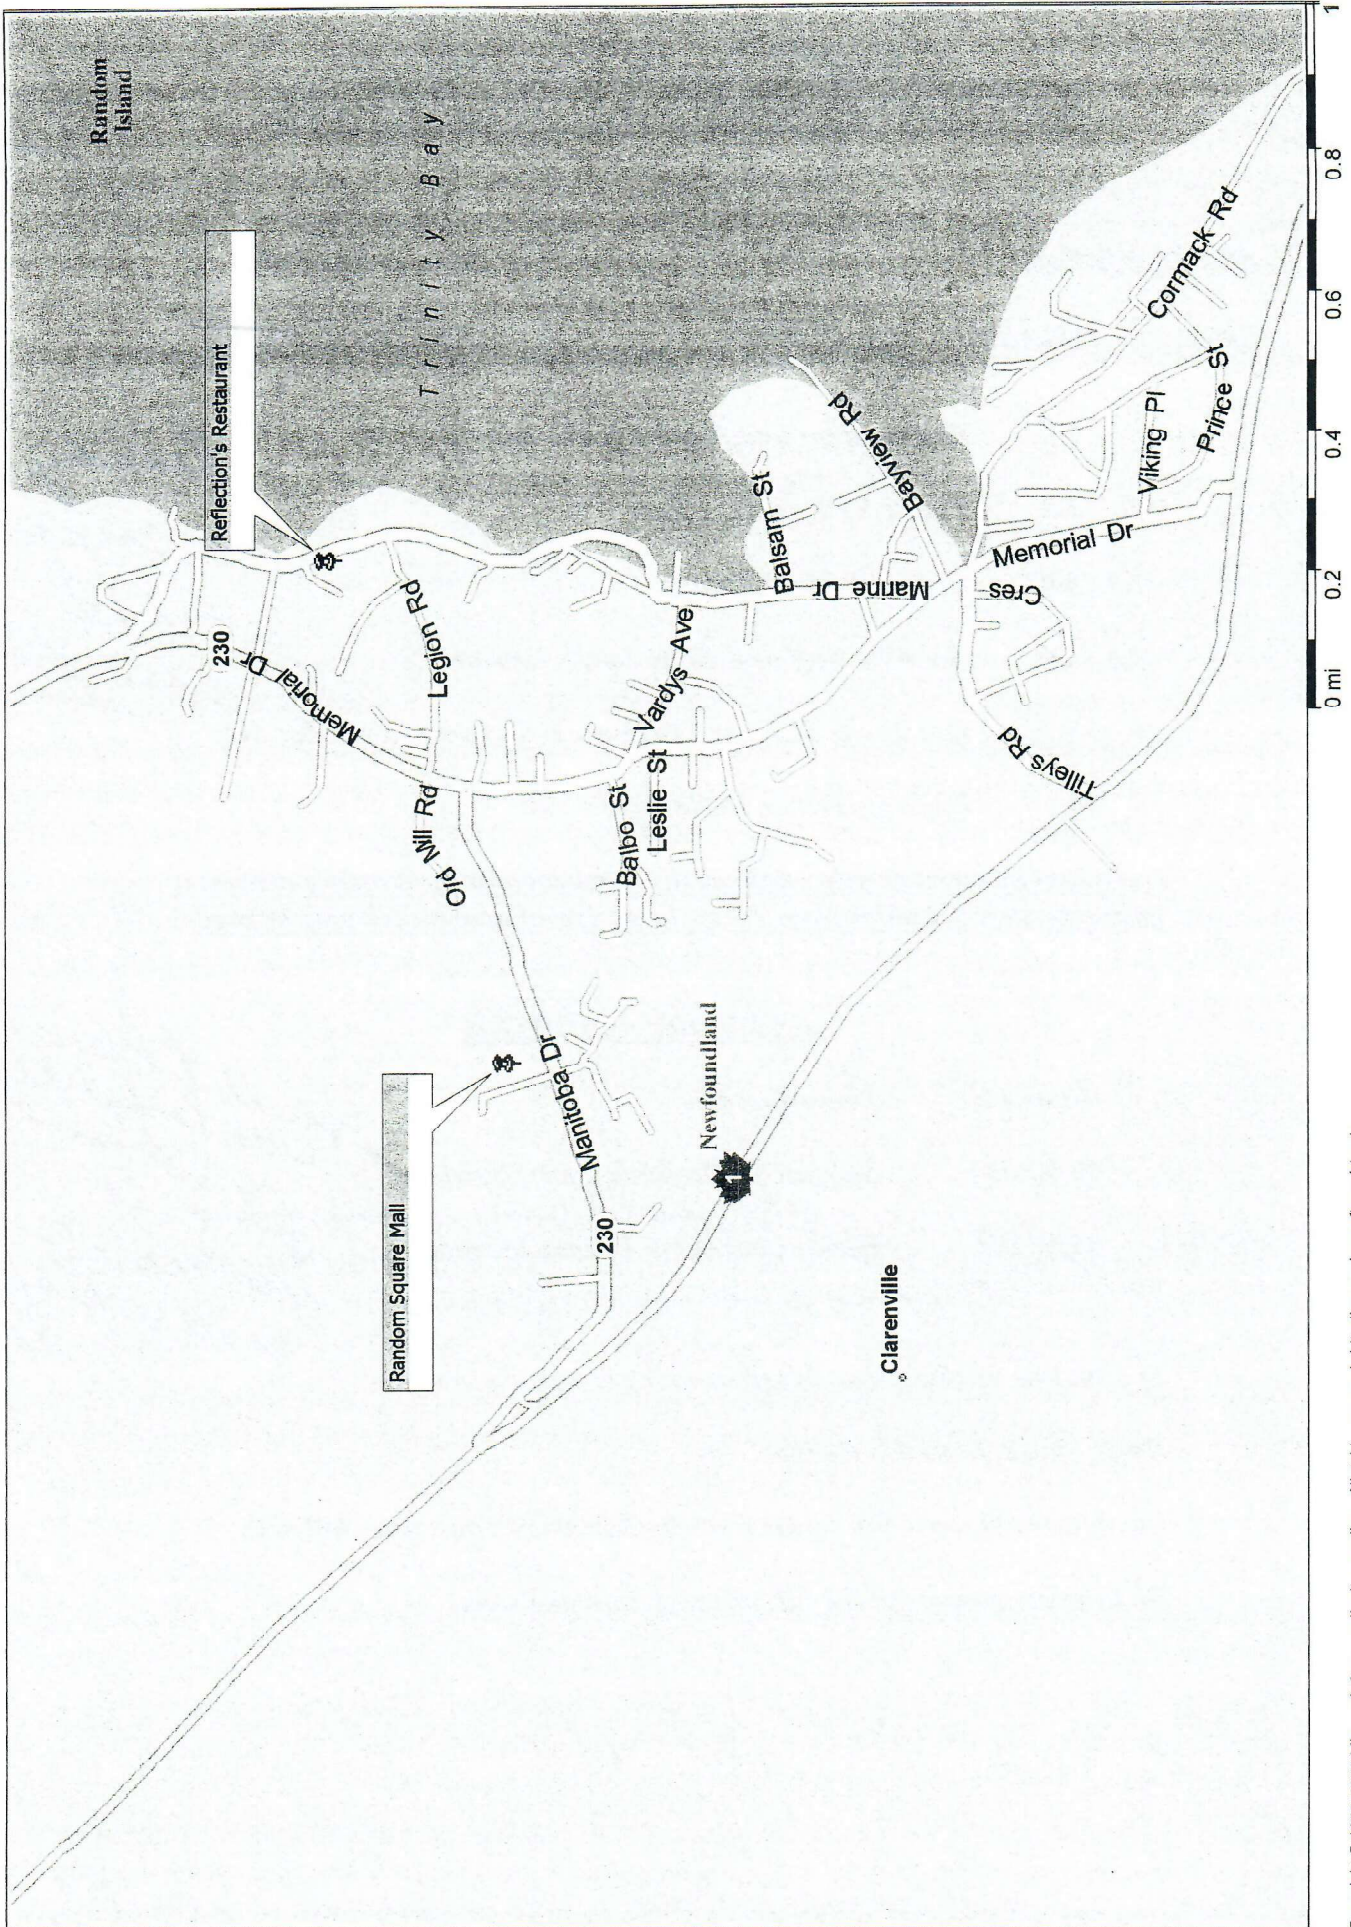 Random
Island
Trinity Bay
Reflection's Restaurant
230
Memorial Dr
Legion Rd
Old Mill Rd
Random Square Mall
Manitoba Dr
230
Balbo St
Leslie St
Vardys Ave
Balsam St
Bayview Rd
Marine Dr
Newfoundland
1
Clarenville
Cres
Memorial Dr
Tilleys Rd
Viking Pl
Prince St
Cormack Rd
0 mi
0.2
0.4
0.6
0.8
1